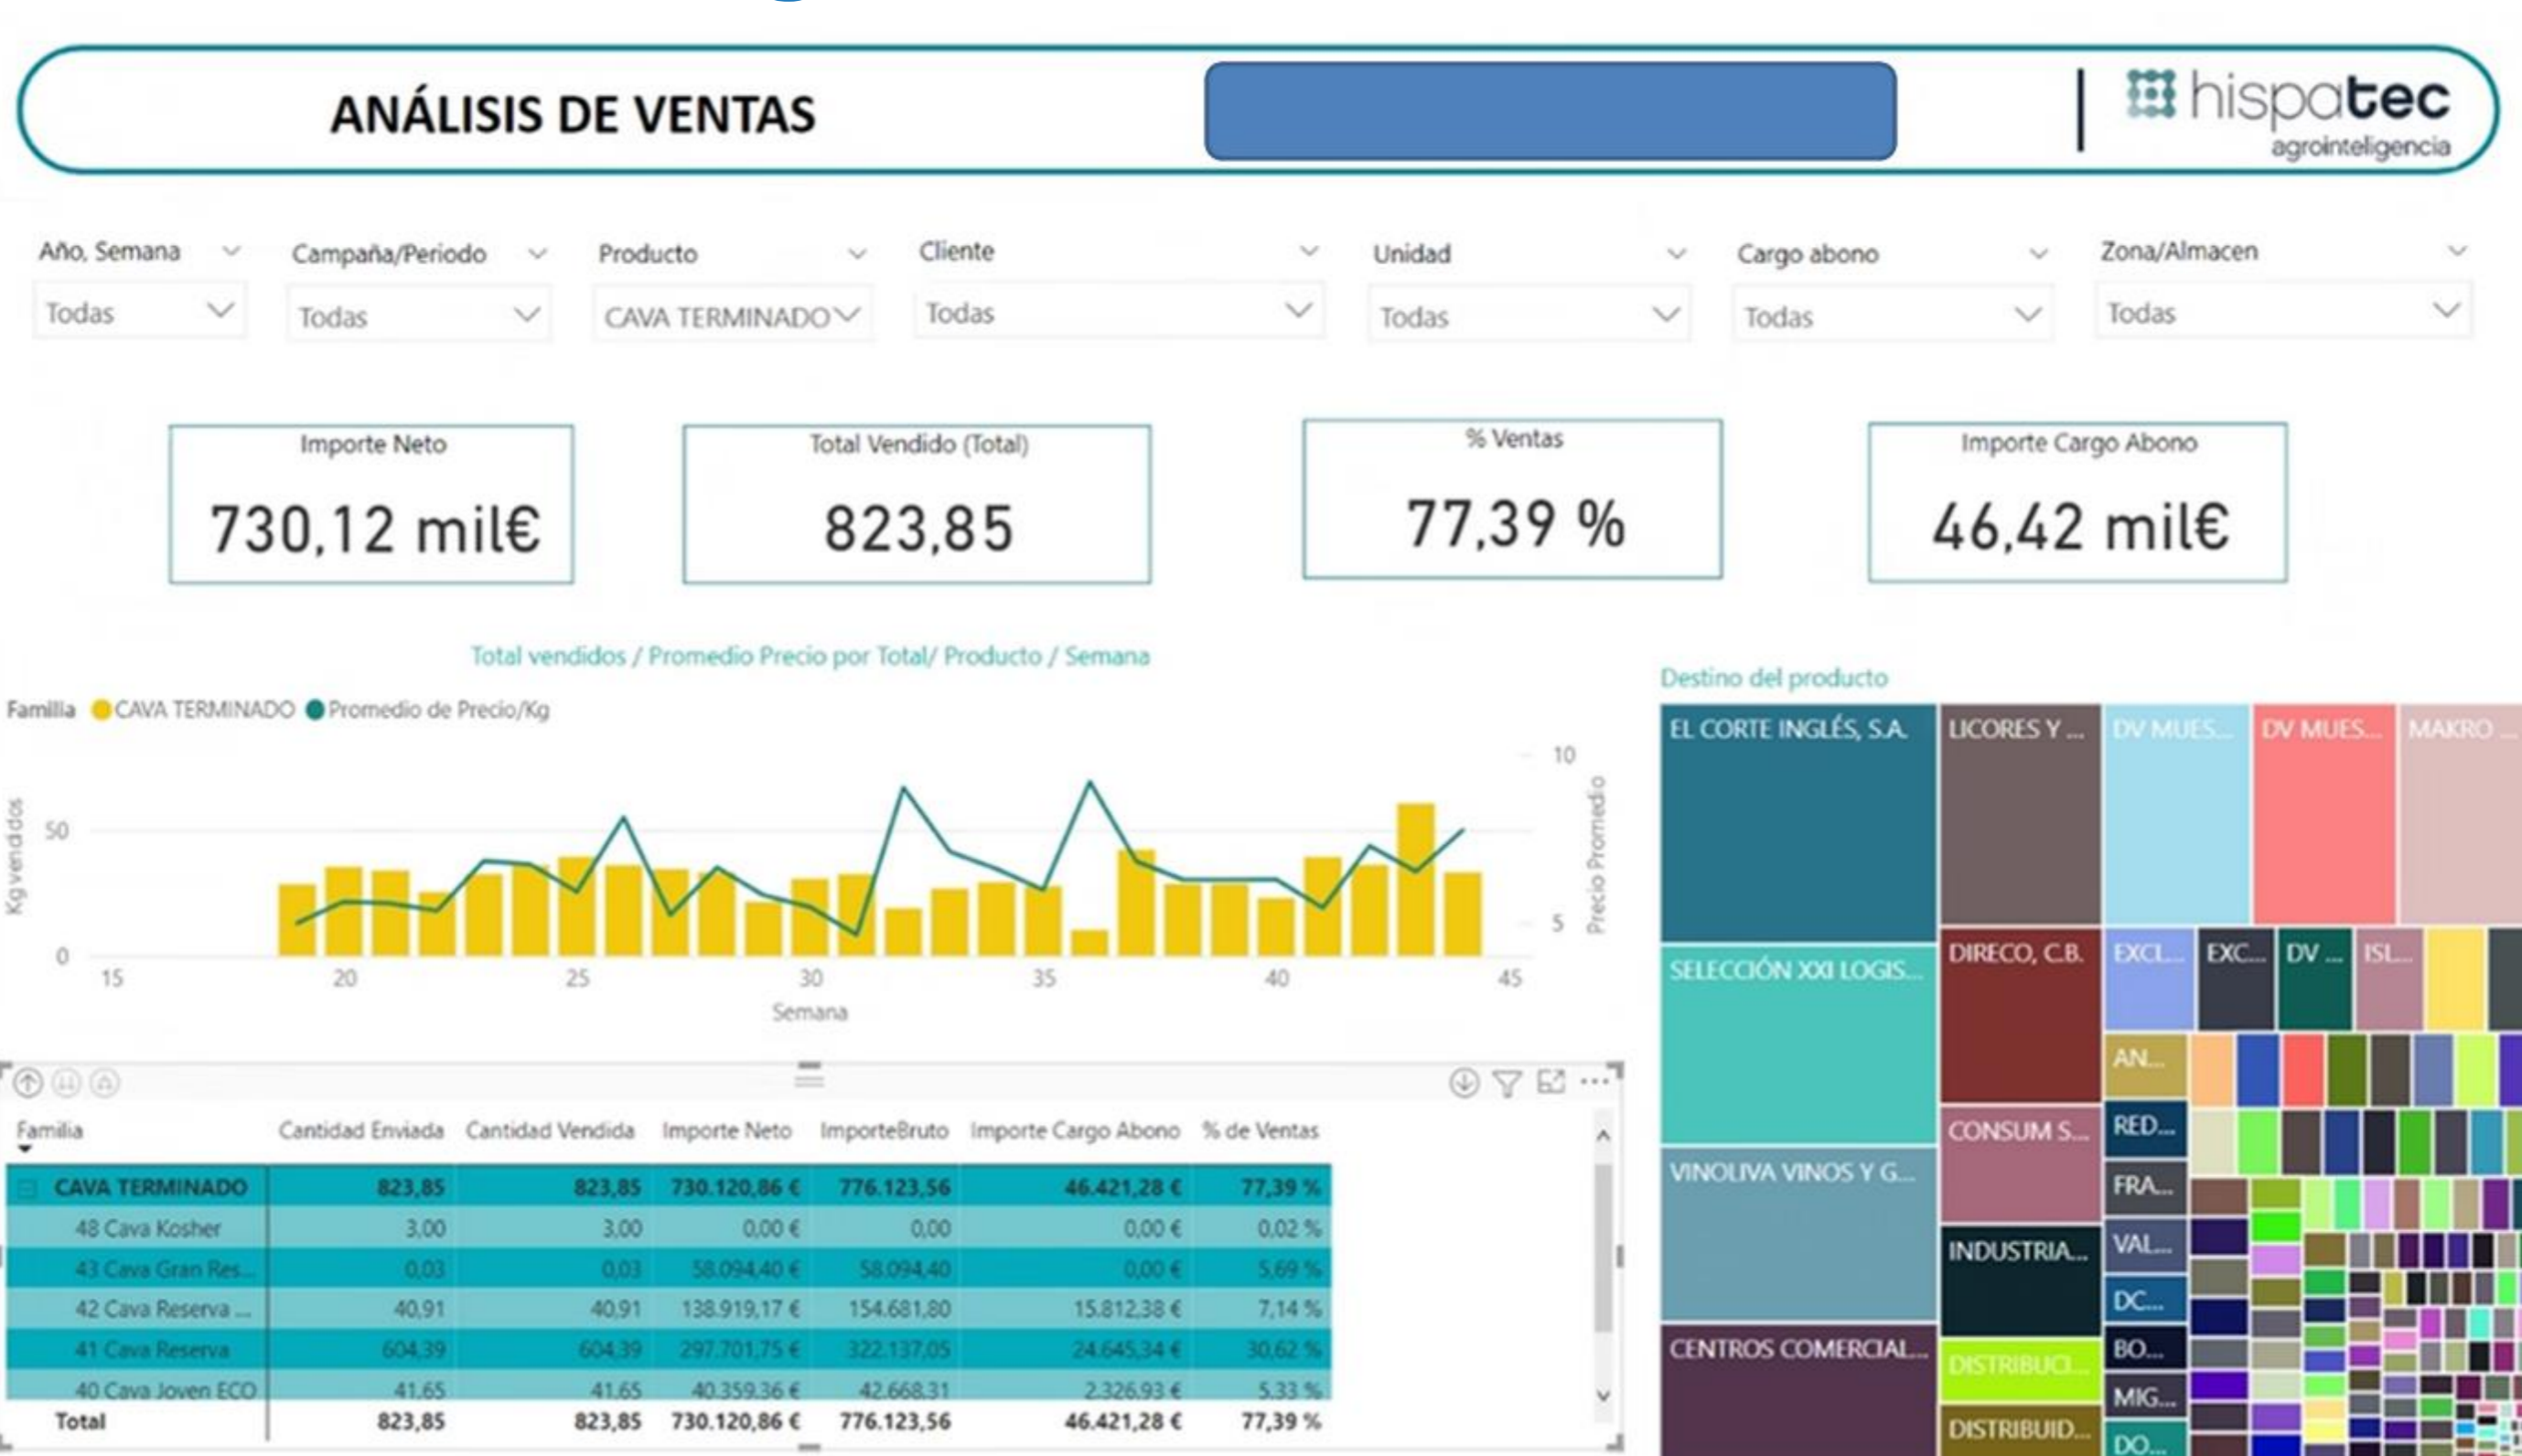 ANÁLISIS DE VENTAS
hispatec
agrointeligencia
Año, Semana
Todas
Campaña/Periodo
Todas
Producto
CAVA TERMINADO
Cliente
Todas
Unidad
Todas
Cargo abono
Todas
Zona/Almacen
Todas
Importe Neto
730,12 mil€
Total Vendido (Total)
823,85
% Ventas
77,39 %
Importe Cargo Abono
46,42 mil€
Total vendidos / Promedio Precio por Total/ Producto / Semana
Familia CAVA TERMINADO Promedio de Precio/Kg
Kg vendidos
50
0
10
5
Precio Promedio
15 20 25 30 35 40 45
Semana
Familia Cantidad Enviada Cantidad Vendida Importe Neto ImporteBruto Importe Cargo Abono % de Ventas
CAVA TERMINADO 823,85 823,85 730.120,86 € 776.123,56 46.421,28 € 77,39 %
48 Cava Kosher 3,00 3,00 0,00 € 0,00 0,00 € 0,02 %
43 Cava Gran Res... 0,03 0,03 58.094,40 € 58.094,40 0,00 € 5,69 %
42 Cava Reserva ... 40,91 40,91 138.919,17 € 154.681,80 15.812,38 € 7,14 %
41 Cava Reserva 604,39 604,39 297.701,75 € 322.137,05 24.645,34 € 30,62 %
40 Cava Joven ECO 41,65 41,65 40.359,36 € 42.668,31 2.326,93 € 5,33 %
Total 823,85 823,85 730.120,86 € 776.123,56 46.421,28 € 77,39 %
Destino del producto
EL CORTE INGLÉS, S.A.
SELECCIÓN XXI LOGIS...
VINOLIVA VINOS Y G...
CENTROS COMERCIAL...
LICORES Y ...
DIRECO, C.B.
CONSUM S...
INDUSTRIA...
DISTRIBUCI...
DISTRIBUID...
DV MUES...
DV MUES...
MAKRO ...
EXCL...
EXC...
DV ...
ISL...
AN...
RED...
FRA...
VAL...
DC...
BO...
MIG...
DO...